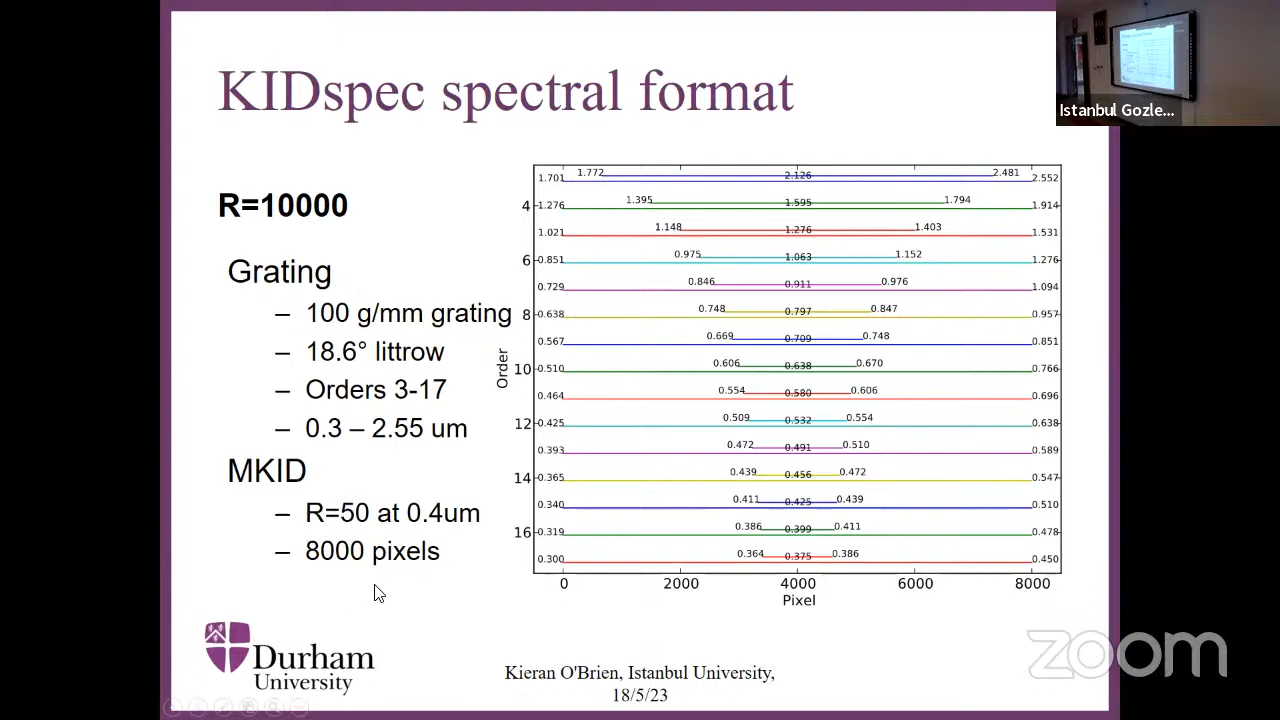 KIDspec spectral format
Istanbul Gozle...
R=10000
Grating
– 100 g/mm grating
– 18.6° littrow
– Orders 3-17
– 0.3 – 2.55 um
MKID
– R=50 at 0.4um
– 8000 pixels
Order
1.772 2.126 2.481
1.701 2.552
1.395 1.595 1.794
4 1.276 1.914
1.148 1.276 1.403
1.021 1.531
0.975 1.063 1.152
6 0.851 1.276
0.846 0.911 0.976
0.729 1.094
0.748 0.797 0.847
8 0.638 0.957
0.669 0.709 0.748
0.567 0.851
0.606 0.638 0.670
10 0.510 0.766
0.554 0.580 0.606
0.464 0.696
0.509 0.532 0.554
12 0.425 0.638
0.472 0.491 0.510
0.393 0.589
0.439 0.456 0.472
14 0.365 0.547
0.411 0.425 0.439
0.340 0.510
0.386 0.399 0.411
16 0.319 0.478
0.364 0.375 0.386
0.300 0.450
0 2000 4000 6000 8000
Pixel
Durham
University
Kieran O'Brien, Istanbul University,
18/5/23
zoom